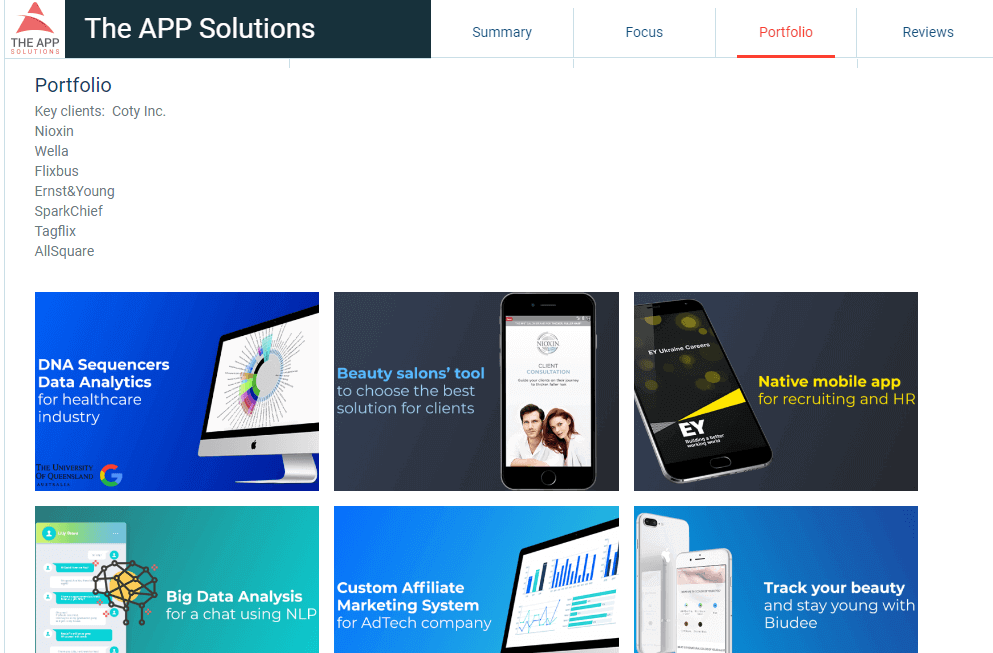 THE APP
SOLUTIONS
The APP Solutions
Summary
Focus
Portfolio
Reviews
Portfolio
Key clients: Coty Inc.
Nioxin
Wella
Flixbus
Ernst&Young
SparkChief
Tagflix
AllSquare
DNA Sequencers
Data Analytics
for healthcare
industry
THE UNIVERSITY
OF QUEENSLAND
AUSTRALIA
Beauty salons' tool
to choose the best
solution for clients
NIOXIN
CLIENT
CONSULTATION
EY Ukraine Careers
EY
Building a better
working world
Native mobile app
for recruiting and HR
Big Data Analysis
for a chat using NLP
Custom Affiliate
Marketing System
for AdTech company
Track your beauty
and stay young with
Biudee